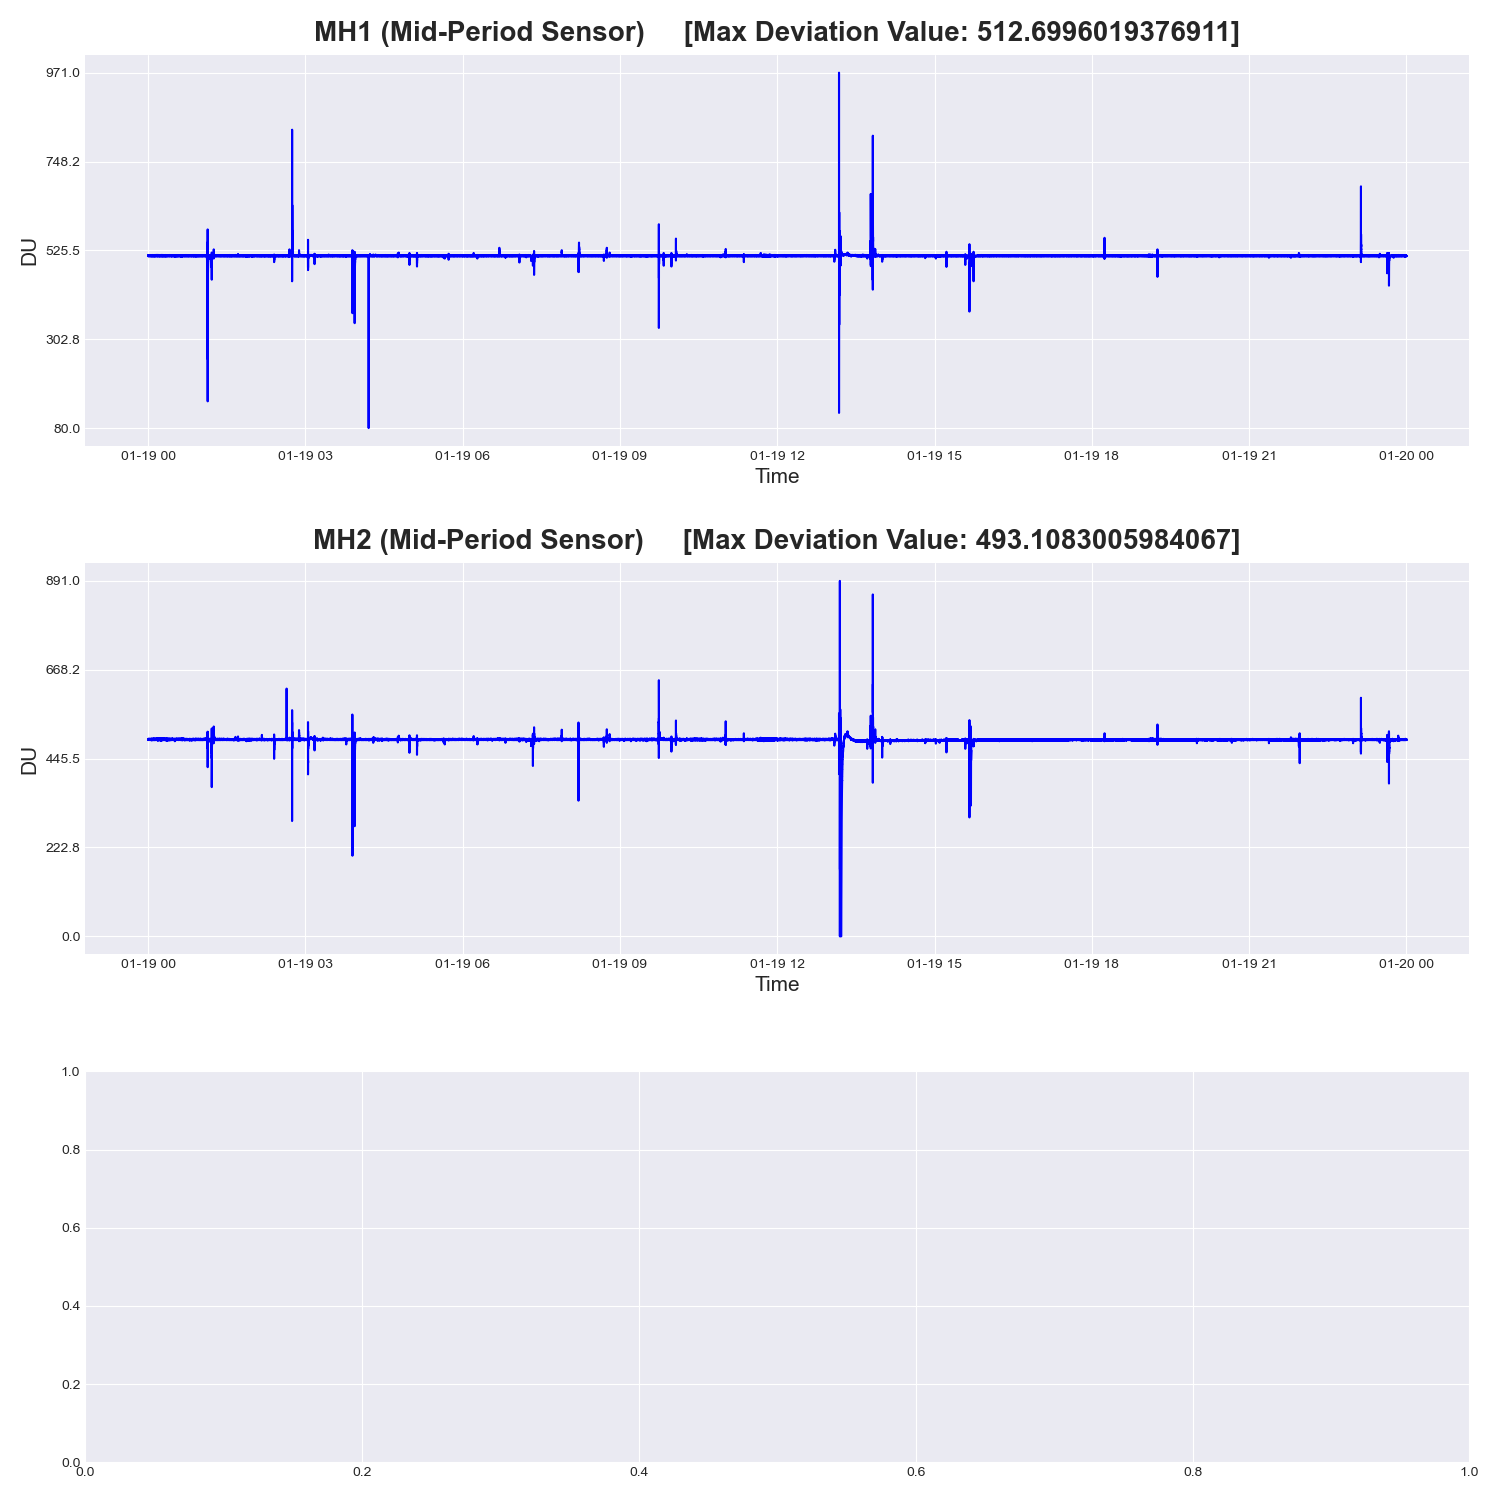 MH1 (Mid-Period Sensor) [Max Deviation Value: 512.6996019376911]
971.0
748.2
525.5
302.8
80.0
DU
01-19 00 01-19 03 01-19 06 01-19 09 01-19 12 01-19 15 01-19 18 01-19 21 01-20 00
Time
MH2 (Mid-Period Sensor) [Max Deviation Value: 493.1083005984067]
891.0
668.2
445.5
222.8
0.0
DU
01-19 00 01-19 03 01-19 06 01-19 09 01-19 12 01-19 15 01-19 18 01-19 21 01-20 00
Time
1.0
0.8
0.6
0.4
0.2
0.0
0.0 0.2 0.4 0.6 0.8 1.0